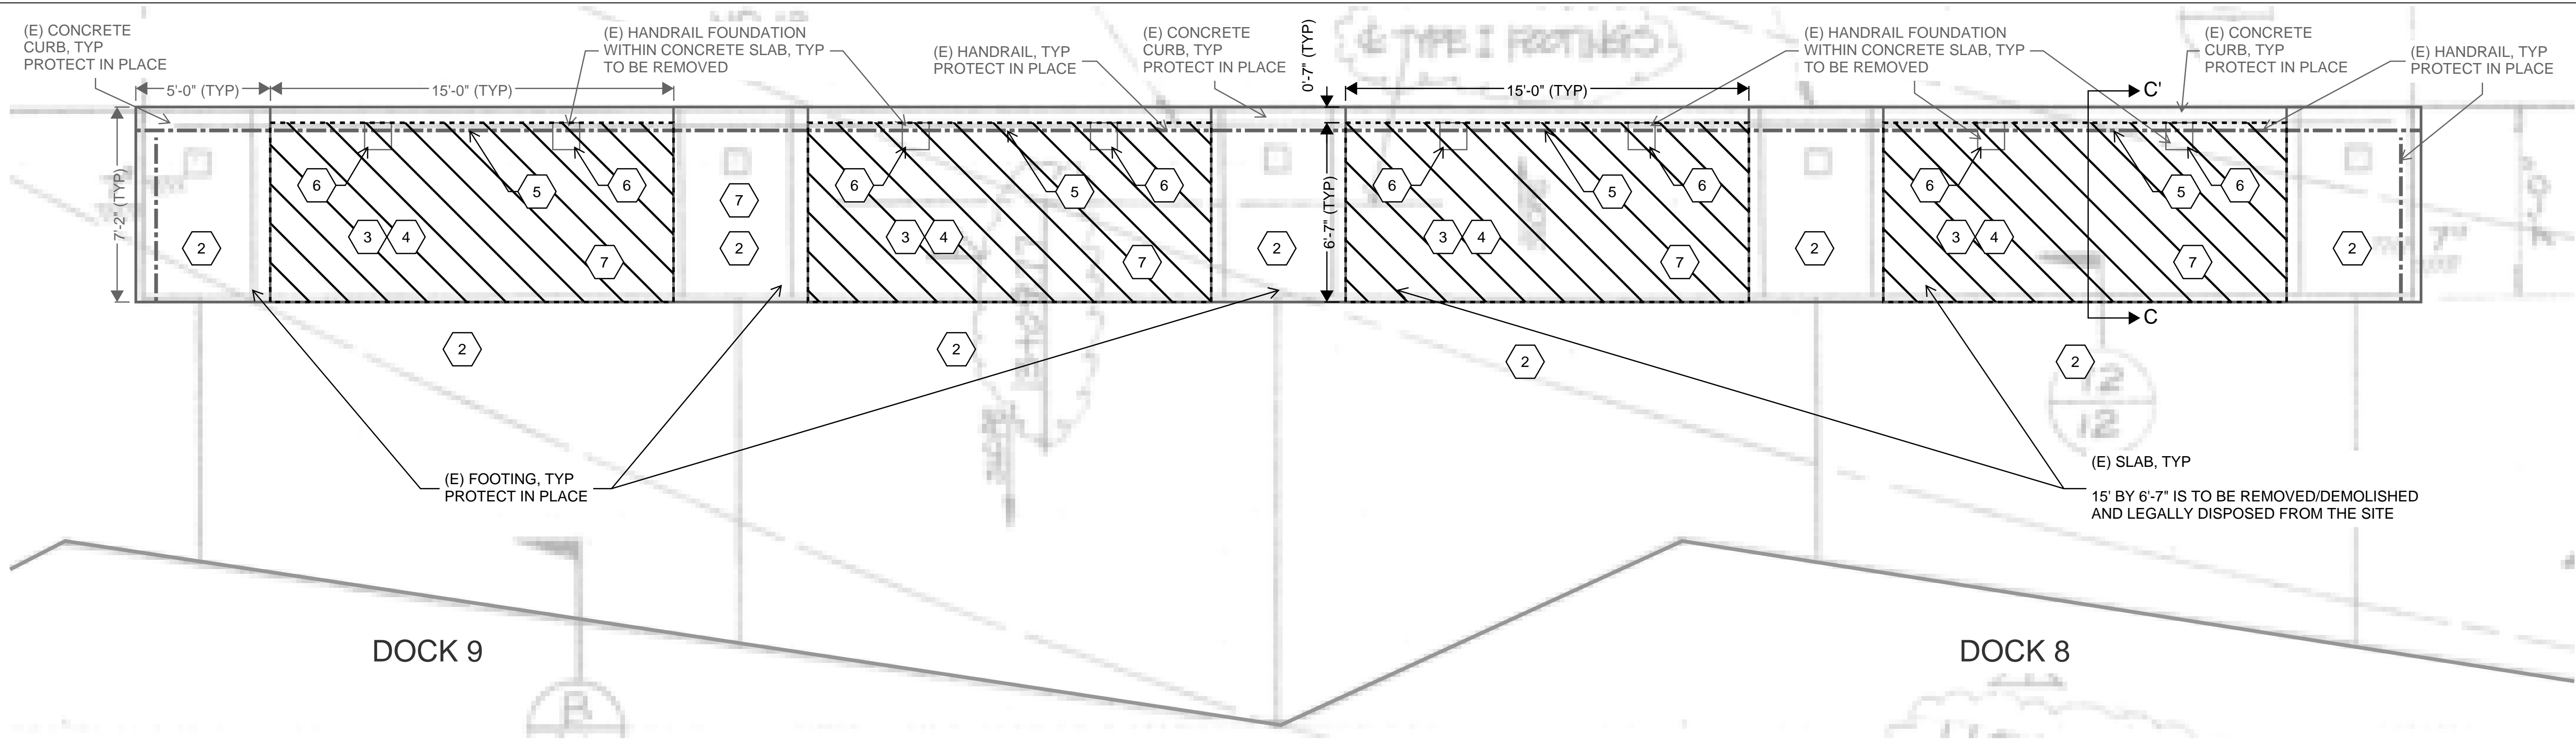 (E) CONCRETE
CURB, TYP
PROTECT IN PLACE
(E) HANDRAIL FOUNDATION
WITHIN CONCRETE SLAB, TYP
TO BE REMOVED
(E) HANDRAIL, TYP
PROTECT IN PLACE
(E) CONCRETE
CURB, TYP
PROTECT IN PLACE
0'-7" (TYP)
& TYPE I FOOTINGS
(E) HANDRAIL FOUNDATION
WITHIN CONCRETE SLAB, TYP
TO BE REMOVED
(E) CONCRETE
CURB, TYP
PROTECT IN PLACE
(E) HANDRAIL, TYP
PROTECT IN PLACE
5'-0" (TYP)
15'-0" (TYP)
15'-0" (TYP)
C'
7'-2" (TYP)
6'-7" (TYP)
6
5
6
6
5
6
6
5
6
6
5
6
7
2
3
4
7
2
3
4
7
2
3
4
7
2
3
4
7
2
C
2
2
2
2
12
12
(E) FOOTING, TYP
PROTECT IN PLACE
(E) SLAB, TYP
15' BY 6'-7" IS TO BE REMOVED/DEMOLISHED
AND LEGALLY DISPOSED FROM THE SITE
DOCK 9
DOCK 8
B